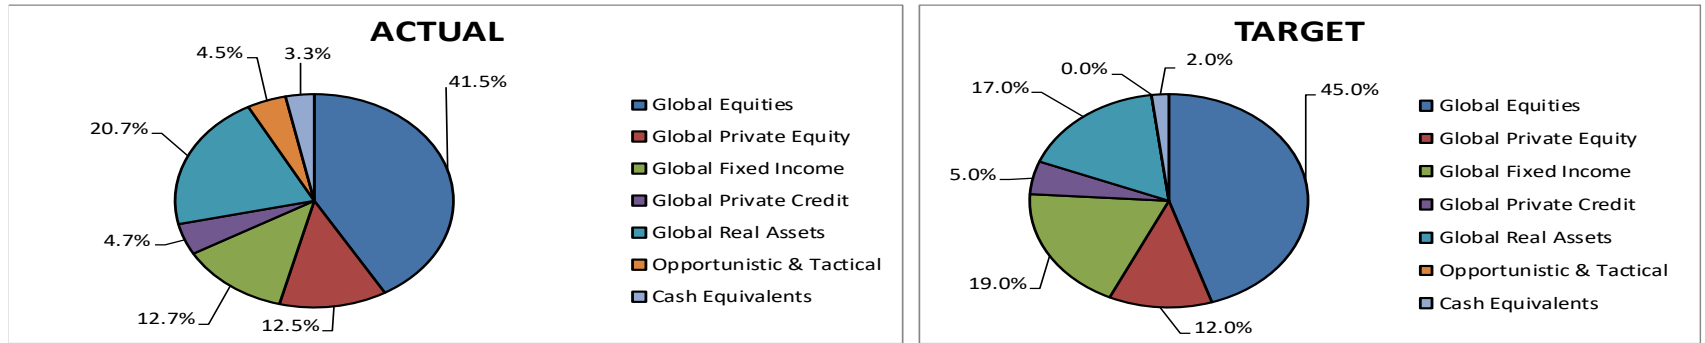 ACTUAL
4.5%
3.3%
41.5%
20.7%
4.7%
12.7%
12.5%
Global Equities
Global Private Equity
Global Fixed Income
Global Private Credit
Global Real Assets
Opportunistic & Tactical
Cash Equivalents
TARGET
0.0%
2.0%
17.0%
45.0%
5.0%
19.0%
12.0%
Global Equities
Global Private Equity
Global Fixed Income
Global Private Credit
Global Real Assets
Opportunistic & Tactical
Cash Equivalents